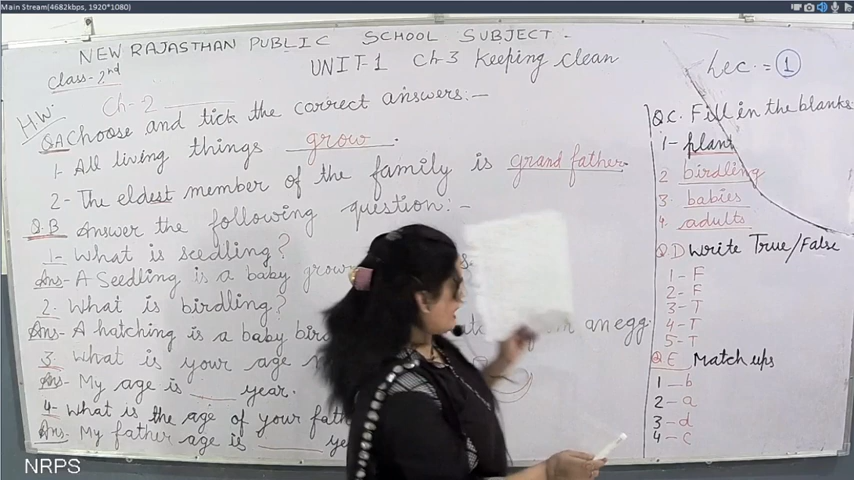 Main Stream(4682kbps, 1920*1080)
NEW RAJASTHAN PUBLIC SCHOOL SUBJECT -
Class-2nd
UNIT-1 Ch-3 Keeping clean
Lec. = 1
H.W.
Ch-2
Q.A Choose and tick the correct answers:-
1- All living things grow.
2- The eldest member of the family is grand father.
Q.B Answer the following question:-
1- What is seedling?
Ans- A Seedling is a baby
2. What is birdling?
Ans- A hatching is a baby an egg.
3. What is your age
Ans- My age is ____ year.
4- What is the age of your
Ans- My father age is ____
Q.C. Fill in the blanks
1- plant
2 birdling
3. babies
4. adults
Q.D Write True/False
1- F
2- F
3- T
4- T
5- T
Q.E Match ups
1 - b
2 - a
3 - d
4 - c
NRPS